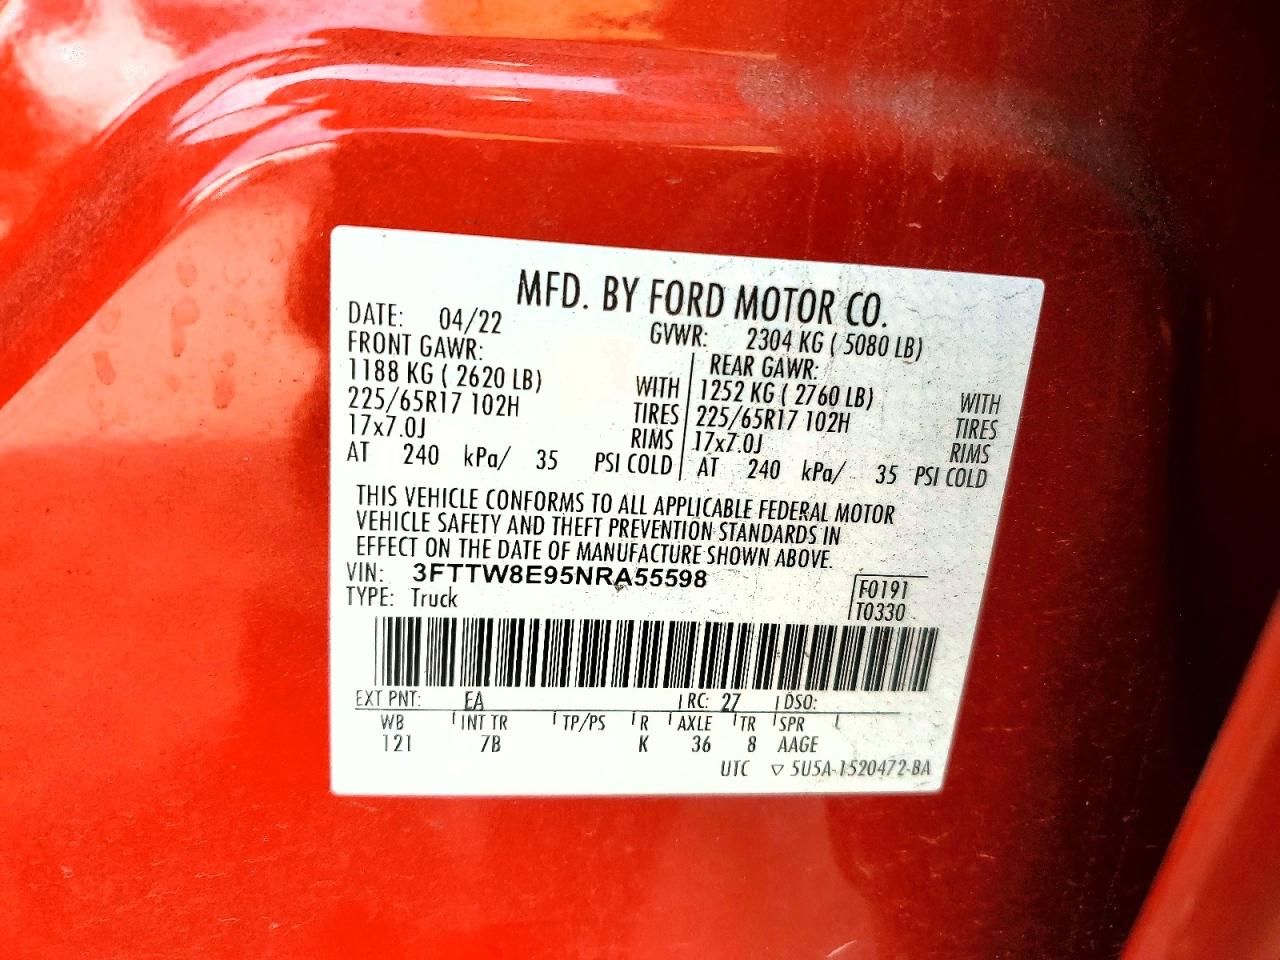 MFD. BY FORD MOTOR CO.
DATE: 04/22 GVWR: 2304 KG ( 5080 LB)
FRONT GAWR: REAR GAWR:
1188 KG ( 2620 LB) WITH 1252 KG ( 2760 LB) WITH
225/65R17 102H TIRES 225/65R17 102H TIRES
17x7.0J RIMS 17x7.0J RIMS
AT 240 kPa/ 35 PSI COLD AT 240 kPa/ 35 PSI COLD
THIS VEHICLE CONFORMS TO ALL APPLICABLE FEDERAL MOTOR
VEHICLE SAFETY AND THEFT PREVENTION STANDARDS IN
EFFECT ON THE DATE OF MANUFACTURE SHOWN ABOVE.
VIN: 3FTTW8E95NRA55598 F0191
TYPE: Truck T0330
EXT PNT: EA RC: 27 DSO:
WB INT TR TP/PS R AXLE TR SPR
121 7B K 36 8 AAGE
UTC ▽ 5U5A-1520472-BA